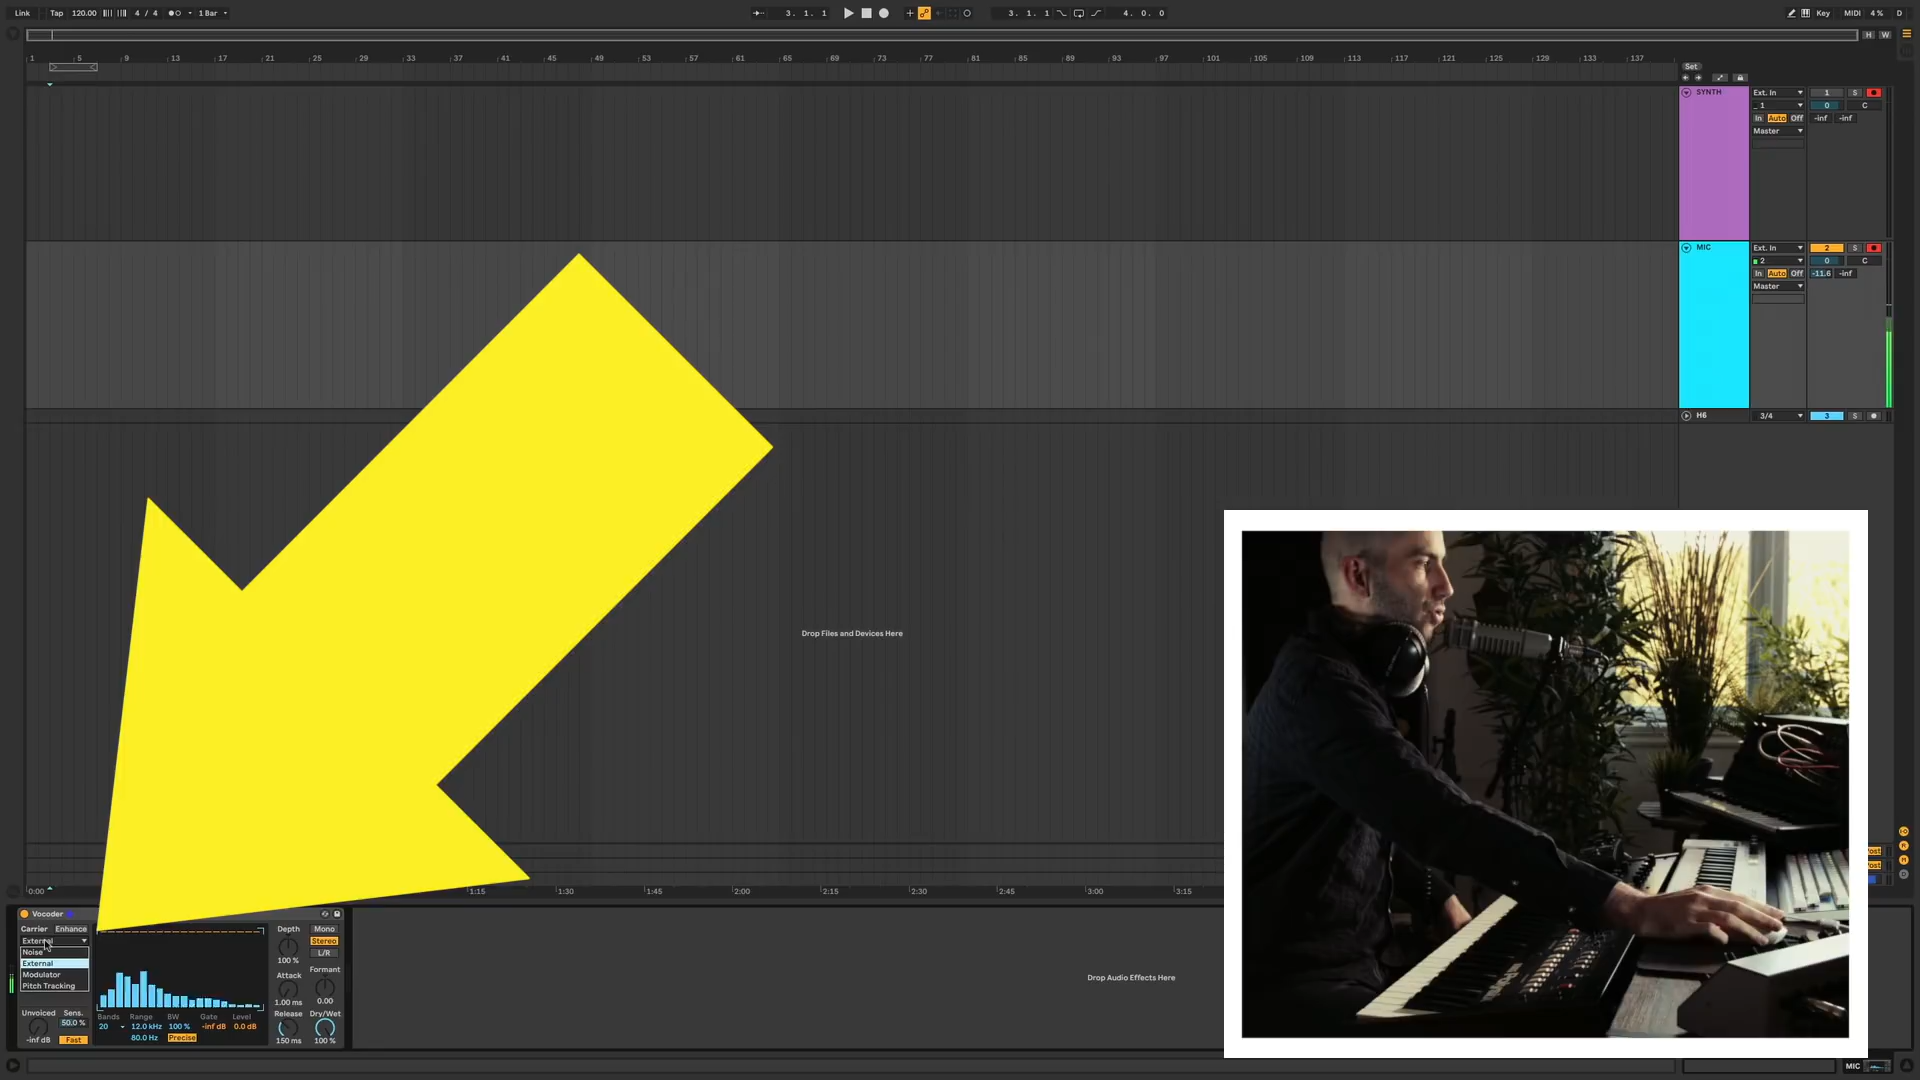 Link Tap 120.00 4 / 4 1 Bar 3. 1. 1 3. 1. 1 4. 0. 0 Key MIDI 4 % D
H W
1 5 9 13 17 21 25 29 33 37 41 45 49 53 57 61 65 69 73 77 81 85 89 93 97 101 105 109 113 117 121 125 129 133 137
Set
SYNTH Ext. In 1 S
1 0 C
In Auto Off -inf -inf
Master
MIC Ext. In 2 S
2 0 C
In Auto Off -11.6 -inf
Master
H6 3/4 3 S
Drop Files and Devices Here
0:00 1:15 1:30 1:45 2:00 2:15 2:30 2:45 3:00 3:15
Vocoder
Carrier Enhance
External
Noise
External
Modulator
Pitch Tracking
Unvoiced Sens.
50.0 %
-inf dB Fast
Bands Range BW Gate Level
20 12.0 kHz 100 % -inf dB 0.0 dB
80.0 Hz Precise
Depth Mono
Stereo
100 % L/R
Attack Formant
1.00 ms 0.00
Release Dry/Wet
150 ms 100 %
Drop Audio Effects Here
MIC